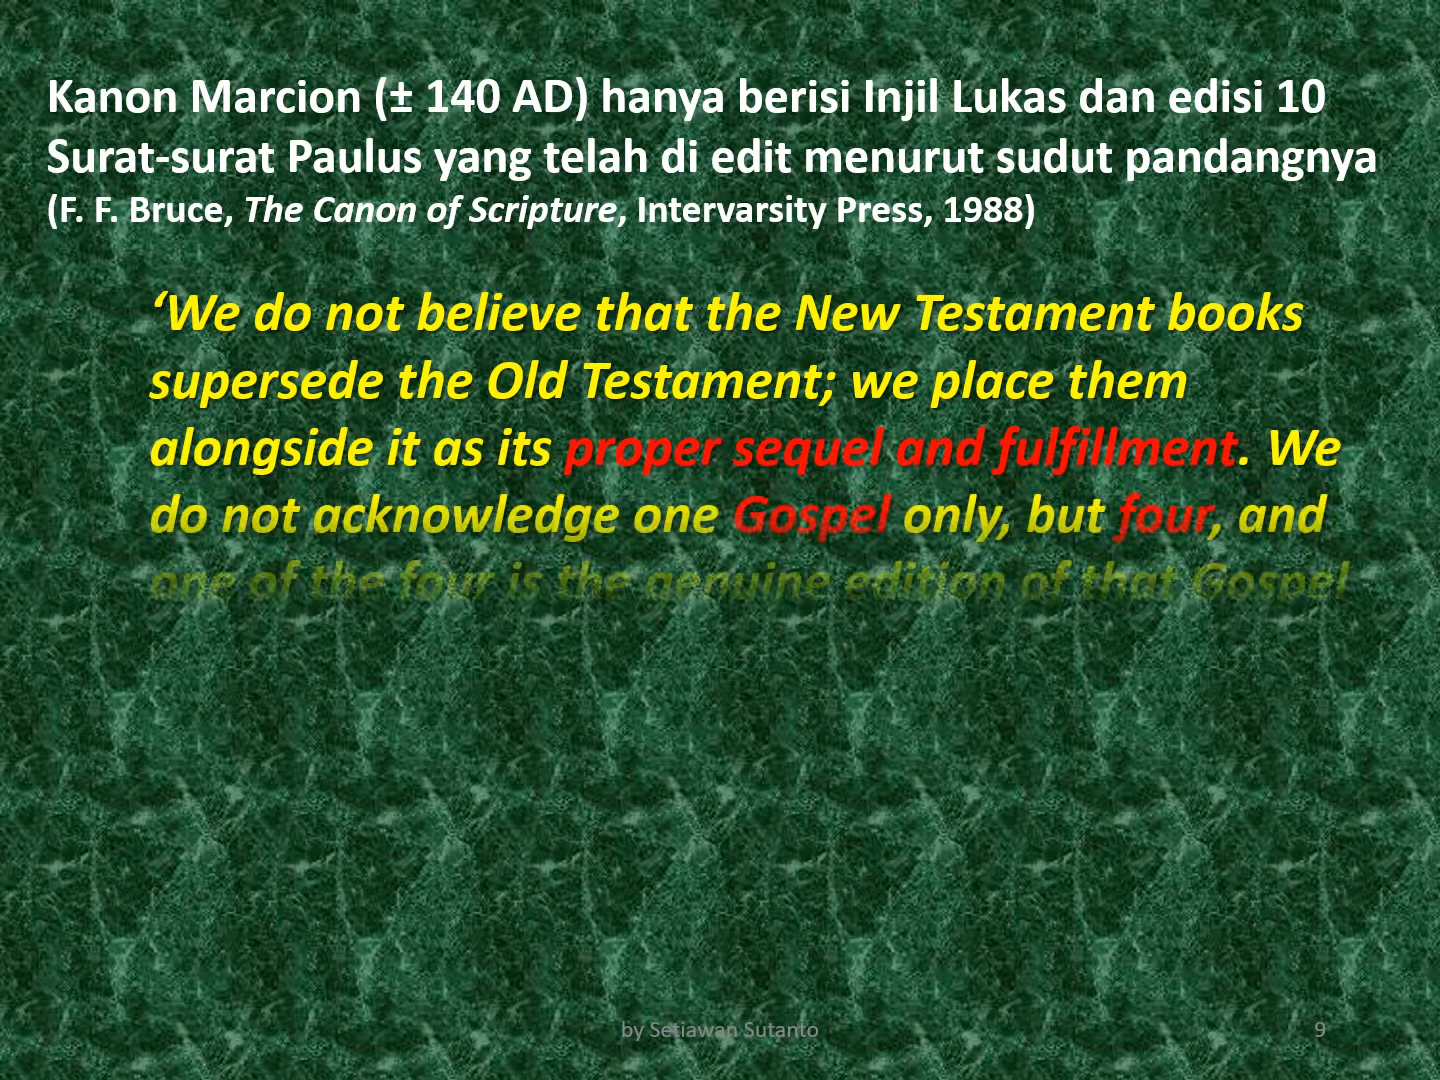 Kanon Marcion (± 140 AD) hanya berisi Injil Lukas dan edisi 10
Surat-surat Paulus yang telah di edit menurut sudut pandangnya
(F. F. Bruce, The Canon of Scripture, Intervarsity Press, 1988)
‘We do not believe that the New Testament books
supersede the Old Testament; we place them
alongside it as its proper sequel and fulfillment. We
do not acknowledge one Gospel only, but four, and
one of the four is the genuine edition of that Gospel
by Setiawan Sutanto
9